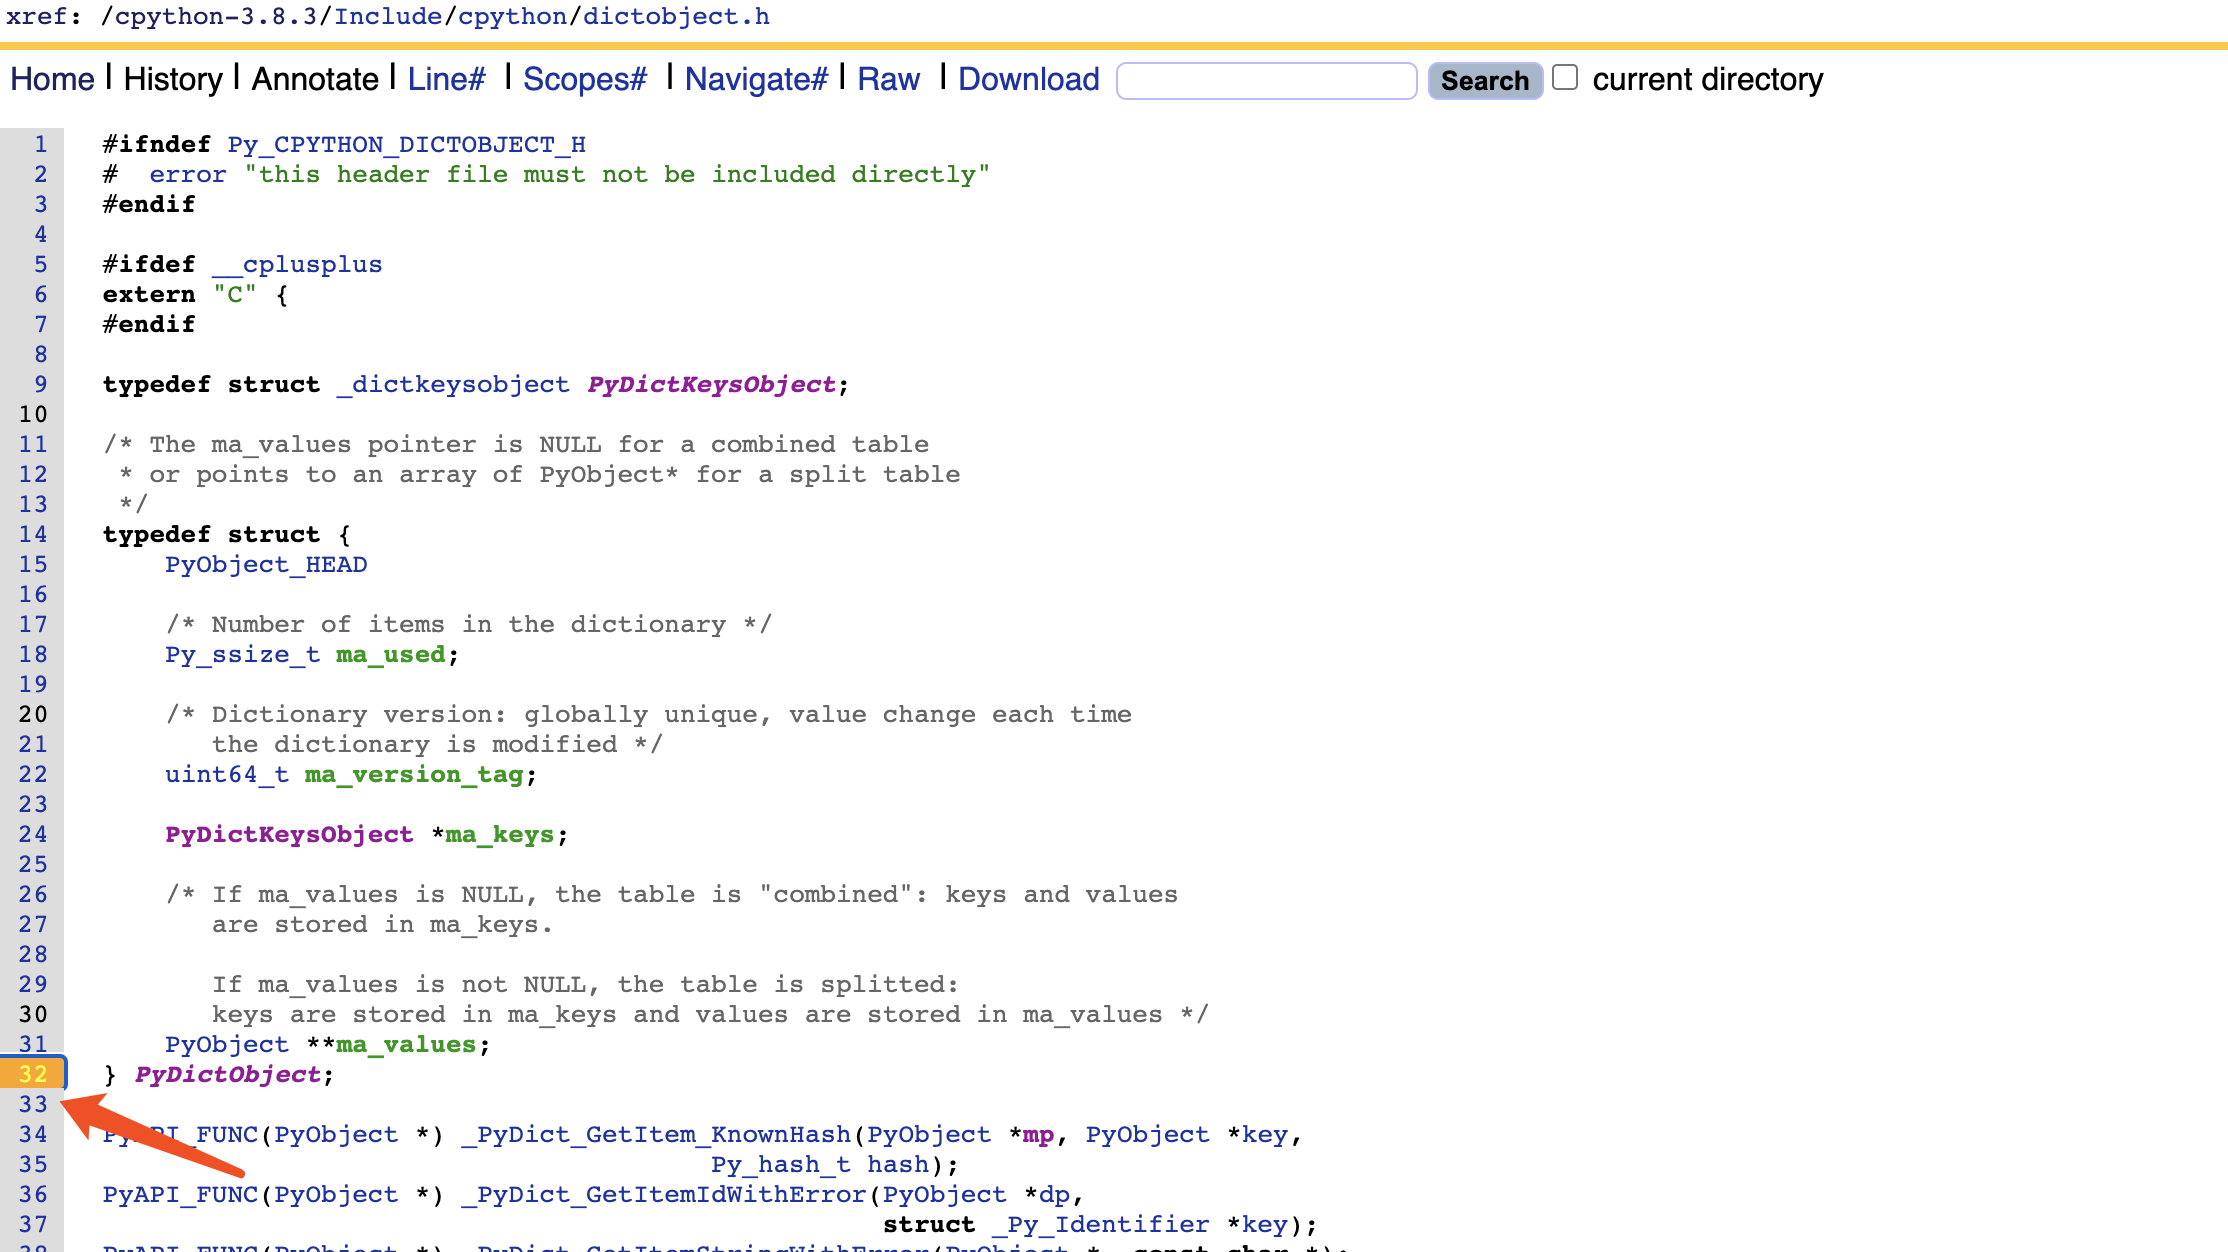 xref: /cpython-3.8.3/Include/cpython/dictobject.h
Home | History | Annotate | Line# | Scopes# | Navigate# | Raw | Download Search current directory
1 #ifndef Py_CPYTHON_DICTOBJECT_H
2 #  error "this header file must not be included directly"
3 #endif
4
5 #ifdef __cplusplus
6 extern "C" {
7 #endif
8
9 typedef struct _dictkeysobject PyDictKeysObject;
10
11 /* The ma_values pointer is NULL for a combined table
12  * or points to an array of PyObject* for a split table
13  */
14 typedef struct {
15     PyObject_HEAD
16
17     /* Number of items in the dictionary */
18     Py_ssize_t ma_used;
19
20     /* Dictionary version: globally unique, value change each time
21        the dictionary is modified */
22     uint64_t ma_version_tag;
23
24     PyDictKeysObject *ma_keys;
25
26     /* If ma_values is NULL, the table is "combined": keys and values
27        are stored in ma_keys.
28
29        If ma_values is not NULL, the table is splitted:
30        keys are stored in ma_keys and values are stored in ma_values */
31     PyObject **ma_values;
32 } PyDictObject;
33
34 PyAPI_FUNC(PyObject *) _PyDict_GetItem_KnownHash(PyObject *mp, PyObject *key,
35                                        Py_hash_t hash);
36 PyAPI_FUNC(PyObject *) _PyDict_GetItemIdWithError(PyObject *dp,
37                                                   struct _Py_Identifier *key);
38 PyAPI_FUNC(PyObject *) _PyDict_GetItemStringWithError(PyObject *, const char *);